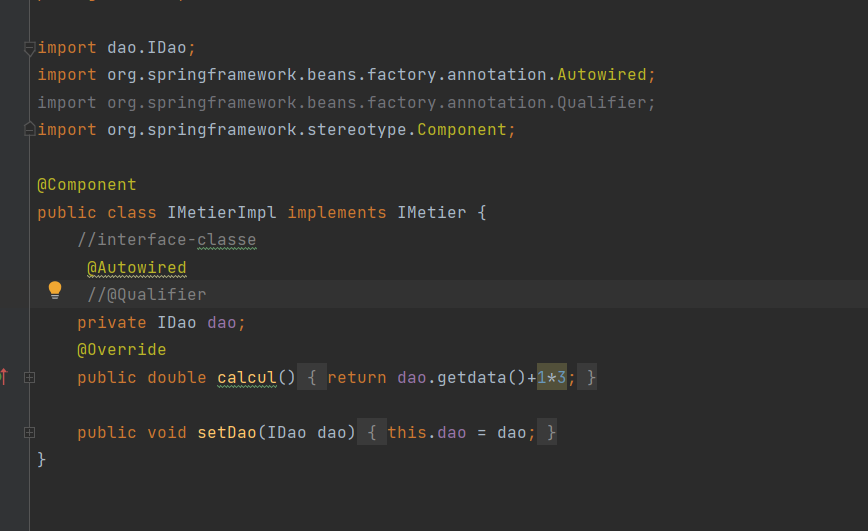 import dao.IDao;
import org.springframework.beans.factory.annotation.Autowired;
import org.springframework.beans.factory.annotation.Qualifier;
import org.springframework.stereotype.Component;
@Component
public class IMetierImpl implements IMetier {
//interface-classe
@Autowired
//@Qualifier
private IDao dao;
@Override
public double calcul() { return dao.getdata()+1*3; }
public void setDao(IDao dao) { this.dao = dao; }
}